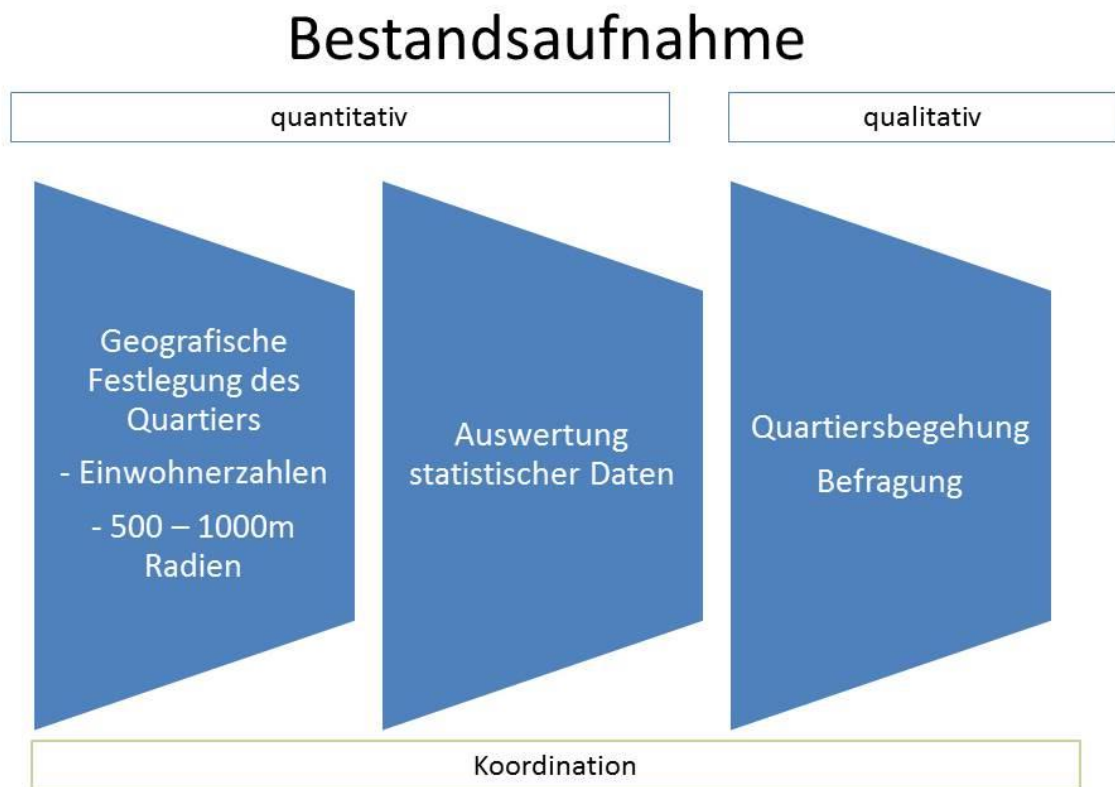 Bestandsaufnahme
quantitativ
qualitativ
Geografische
Festlegung des
Quartiers
- Einwohnerzahlen
- 500 – 1000m
Radien
Auswertung
statistischer Daten
Quartiersbegehung
Befragung
Koordination